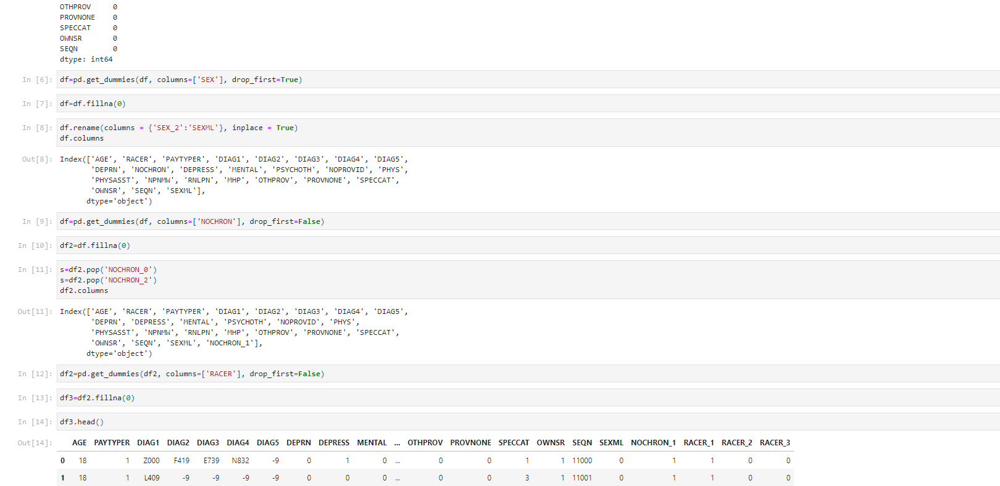 OTHPROV 0
PROVNONE 0
SPECCAT 0
OWNSR 0
SEQN 0
dtype: int64
In [6]: df=pd.get_dummies(df, columns=['SEX'], drop_first=True)
In [7]: df=df.fillna(0)
In [8]: df.rename(columns = {'SEX_2':'SEXML'}, inplace = True)
df.columns
Out[8]: Index(['AGE', 'RACER', 'PAYTYPER', 'DIAG1', 'DIAG2', 'DIAG3', 'DIAG4', 'DIAG5',
'DEPRN', 'NOCHRON', 'DEPRESS', 'MENTAL', 'PSYCHOTH', 'NOPROVID', 'PHYS',
'PHYSASST', 'NPNMW', 'RNLPN', 'MHP', 'OTHPROV', 'PROVNONE', 'SPECCAT',
'OWNSR', 'SEQN', 'SEXML'],
dtype='object')
In [9]: df=pd.get_dummies(df, columns=['NOCHRON'], drop_first=False)
In [10]: df2=df.fillna(0)
In [11]: s=df2.pop('NOCHRON_0')
s=df2.pop('NOCHRON_2')
df2.columns
Out[11]: Index(['AGE', 'RACER', 'PAYTYPER', 'DIAG1', 'DIAG2', 'DIAG3', 'DIAG4', 'DIAG5',
'DEPRN', 'DEPRESS', 'MENTAL', 'PSYCHOTH', 'NOPROVID', 'PHYS',
'PHYSASST', 'NPNMW', 'RNLPN', 'MHP', 'OTHPROV', 'PROVNONE', 'SPECCAT',
'OWNSR', 'SEQN', 'SEXML', 'NOCHRON_1'],
dtype='object')
In [12]: df2=pd.get_dummies(df2, columns=['RACER'], drop_first=False)
In [13]: df3=df2.fillna(0)
In [14]: df3.head()
Out[14]: AGE PAYTYPER DIAG1 DIAG2 DIAG3 DIAG4 DIAG5 DEPRN DEPRESS MENTAL ... OTHPROV PROVNONE SPECCAT OWNSR SEQN SEXML NOCHRON_1 RACER_1 RACER_2 RACER_3
0 18 1 Z000 F419 E739 N832 -9 0 1 0 ... 0 0 1 1 11000 0 1 1 0 0
1 18 1 L409 -9 -9 -9 -9 0 0 0 ... 0 0 3 1 11001 0 1 1 0 0